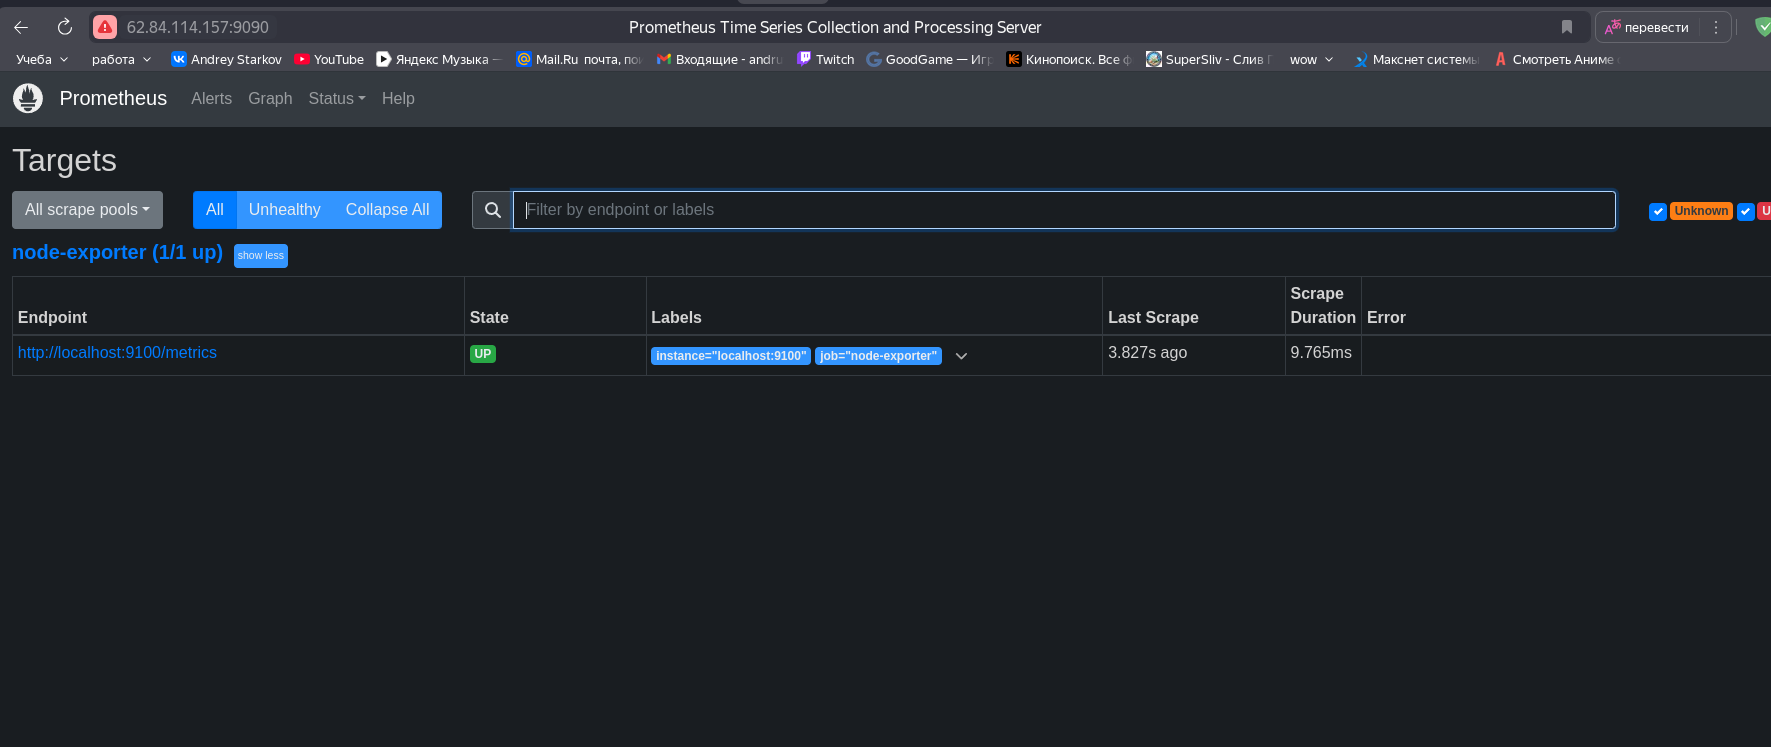 62.84.114.157:9090 Prometheus Time Series Collection and Processing Server перевести
Учеба работа Andrey Starkov YouTube Яндекс Музыка — Mail.Ru почта, пои Входящие - andru Twitch GoodGame — Игр Кинопоиск. Все ф SuperSliv - Слив П wow Макснет системы Смотреть Аниме
Prometheus Alerts Graph Status Help
Targets
All scrape pools All Unhealthy Collapse All Filter by endpoint or labels Unknown U
node-exporter (1/1 up) show less
Endpoint State Labels Last Scrape Scrape Duration Error
http://localhost:9100/metrics UP instance="localhost:9100" job="node-exporter" 3.827s ago 9.765ms